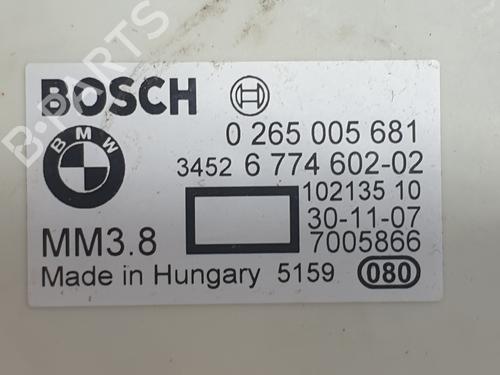 B-PARTS
BOSCH
BMW
0 265 005 681
3452 6 774 602-02
102135 10
30-11-07
MM3.8
7005866
Made in Hungary 5159 080